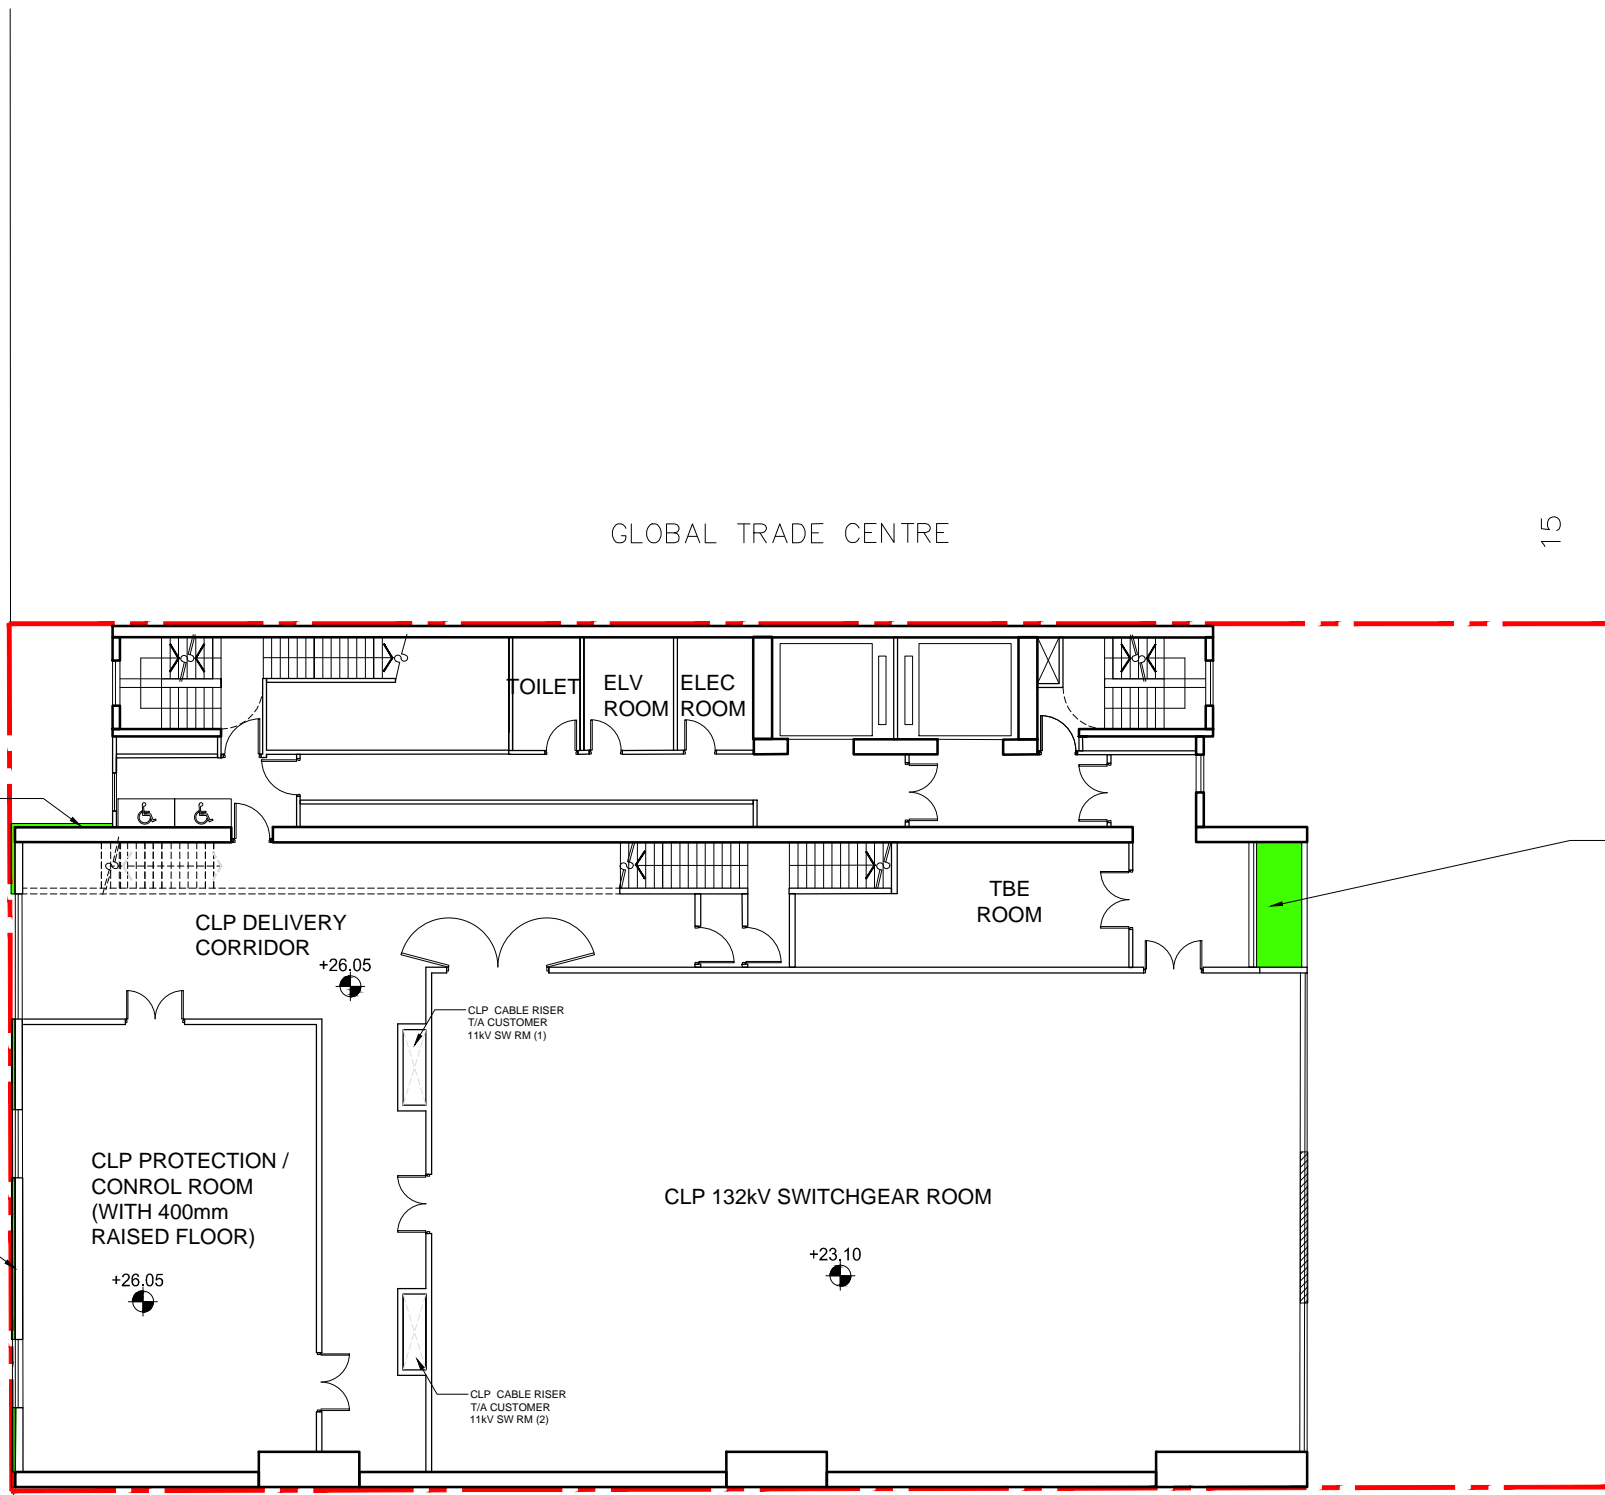 GLOBAL TRADE CENTRE
15
TOILET
ELV
ROOM
ELEC
ROOM
CLP DELIVERY
CORRIDOR
+26.05
TBE
ROOM
CLP CABLE RISER
T/A CUSTOMER
11kV SW RM (1)
CLP PROTECTION /
CONROL ROOM
(WITH 400mm
RAISED FLOOR)
+26.05
CLP 132kV SWITCHGEAR ROOM
+23.10
CLP CABLE RISER
T/A CUSTOMER
11kV SW RM (2)